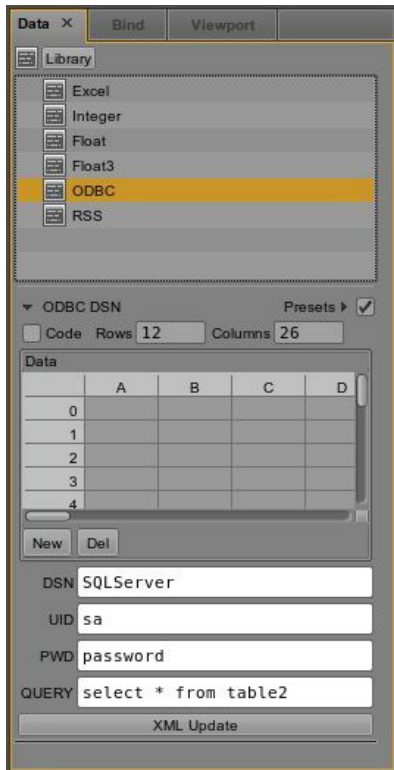 Data × Bind Viewport
Library
Excel
Integer
Float
Float3
ODBC
RSS
ODBC DSN Presets
Code Rows 12 Columns 26
Data
A B C D
0
1
2
3
4
New Del
DSN SQLServer
UID sa
PWD password
QUERY select * from table2
XML Update